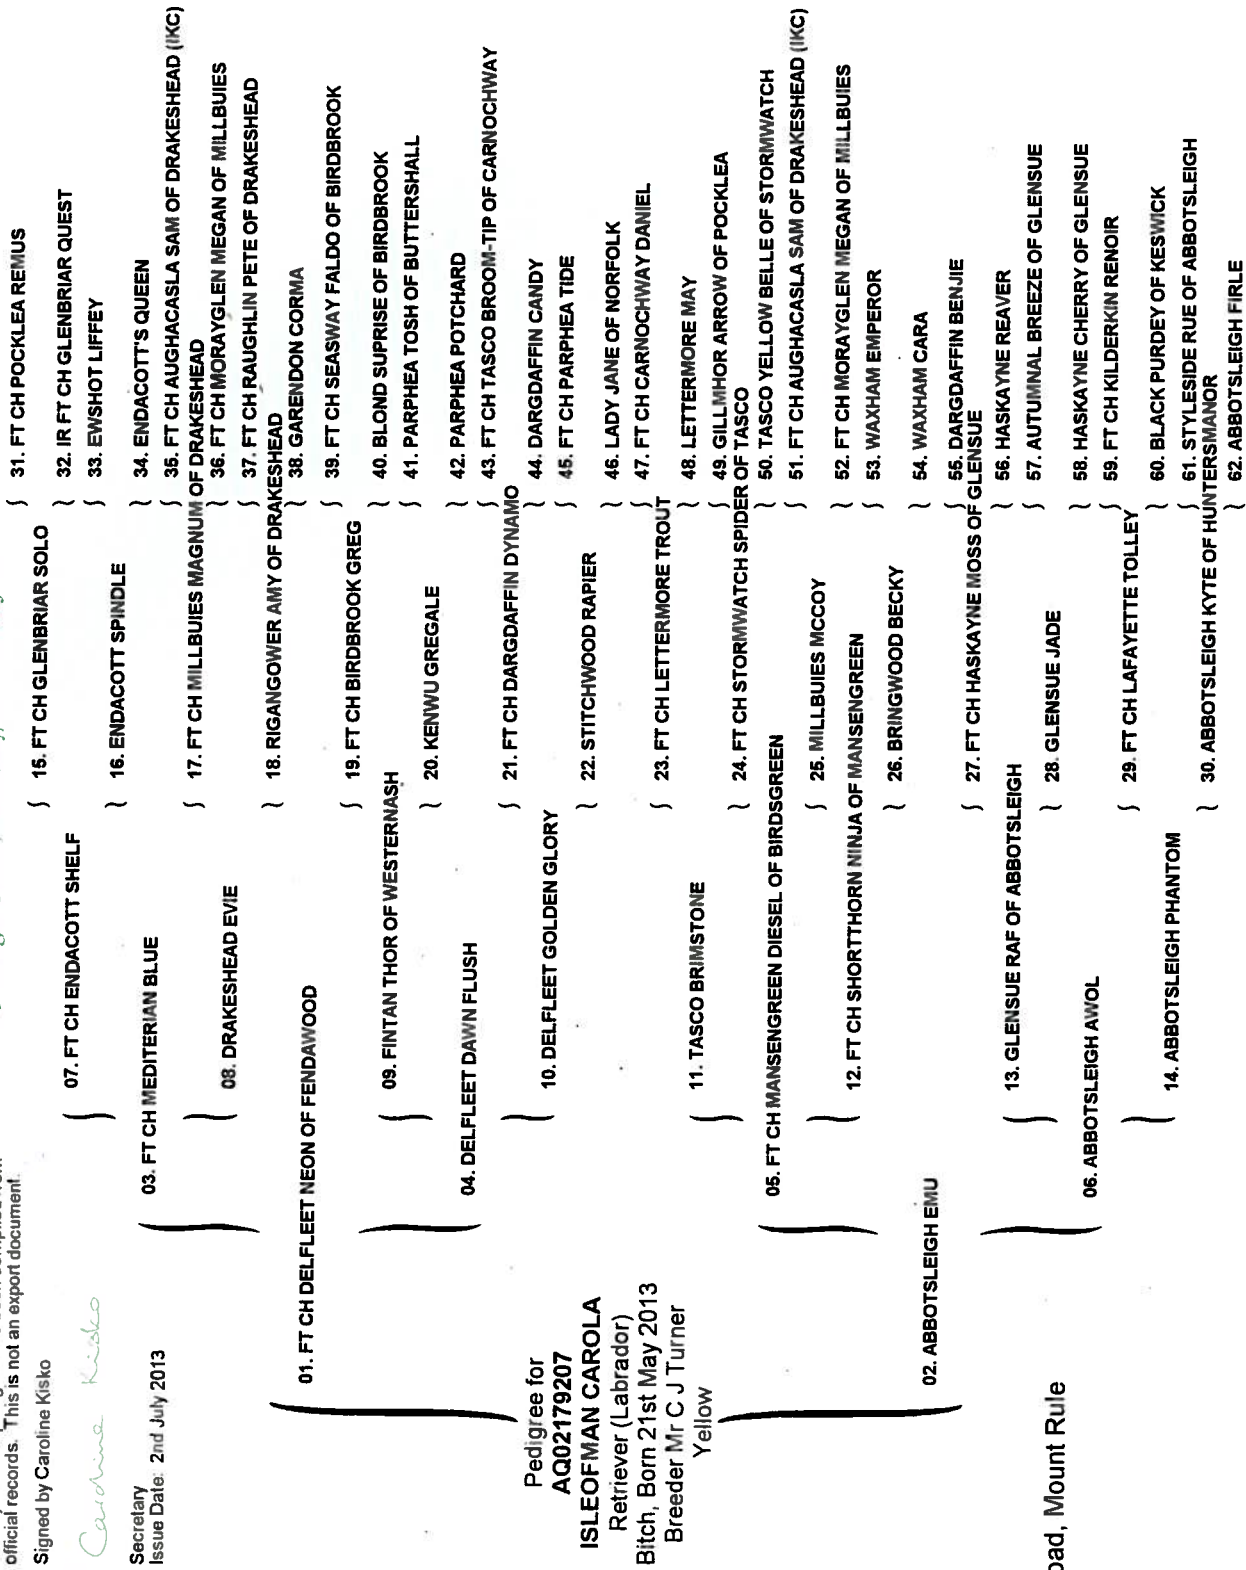 official records. This is not an export document.
Signed by Caroline Kisko
Caroline Kisko
Secretary
Issue Date: 2nd July 2013
Pedigree for
AQ02179207
ISLEOFMAN CAROLA
Retriever (Labrador)
Bitch, Born 21st May 2013
Breeder Mr C J Turner
Yellow
oad, Mount Rule
01. FT CH DELFLEET NEON OF FENDAWOOD
02. ABBOTSLEIGH EMU
03. FT CH MEDITERIAN BLUE
04. DELFLEET DAWN FLUSH
05. FT CH MANSENGREEN DIESEL OF BIRDSGREEN
06. ABBOTSLEIGH AWOL
07. FT CH ENDACOTT SHELF
08. DRAKESHEAD EVIE
09. FINTAN THOR OF WESTERNASH
10. DELFLEET GOLDEN GLORY
11. TASCO BRIMSTONE
12. FT CH SHORTTHORN NINJA OF MANSENGREEN
13. GLENSUE RAF OF ABBOTSLEIGH
14. ABBOTSLEIGH PHANTOM
15. FT CH GLENBRIAR SOLO
16. ENDACOTT SPINDLE
17. FT CH MILLBUIES MAGNUM OF DRAKESHEAD
18. RIGANGOWER AMY OF DRAKESHEAD
19. FT CH BIRDBROOK GREG
20. KENWU GREGALE
21. FT CH DARGDAFFIN DYNAMO
22. STITCHWOOD RAPIER
23. FT CH LETTERMORE TROUT
24. FT CH STORMWATCH SPIDER OF TASCO
25. MILLBUIES MCCOY
26. BRINGWOOD BECKY
27. FT CH HASKAYNE MOSS OF GLENSUE
28. GLENSUE JADE
29. FT CH LAFAYETTE TOLLEY
30. ABBOTSLEIGH KYTE OF HUNTERSMANOR
31. FT CH POCKLEA REMUS
32. IR FT CH GLENBRIAR QUEST
33. EWSHOT LIFFEY
34. ENDACOTT'S QUEEN
35. FT CH AUGHACASLA SAM OF DRAKESHEAD (IKC)
36. FT CH MORAYGLEN MEGAN OF MILLBUIES
37. FT CH RAUGHLIN PETE OF DRAKESHEAD
38. GARENDON CORMA
39. FT CH SEASWAY FALDO OF BIRDBROOK
40. BLOND SUPRISE OF BIRDBROOK
41. PARPHEA TOSH OF BUTTERSHALL
42. PARPHEA POTCHARD
43. FT CH TASCO BROOM-TIP OF CARNOCHWAY
44. DARGDAFFIN CANDY
45. FT CH PARPHEA TIDE
46. LADY JANE OF NORFOLK
47. FT CH CARNOCHWAY DANIEL
48. LETTERMORE MAY
49. GILLMHOR ARROW OF POCKLEA
50. TASCO YELLOW BELLE OF STORMWATCH
51. FT CH AUGHACASLA SAM OF DRAKESHEAD (IKC)
52. FT CH MORAYGLEN MEGAN OF MILLBUIES
53. WAXHAM EMPEROR
54. WAXHAM CARA
55. DARGDAFFIN BENJIE
56. HASKAYNE REAVER
57. AUTUMNAL BREEZE OF GLENSUE
58. HASKAYNE CHERRY OF GLENSUE
59. FT CH KILDERKIN RENOIR
60. BLACK PURDEY OF KESWICK
61. STYLESIDE RUE OF ABBOTSLEIGH
62. ABBOTSLEIGH FIRLE